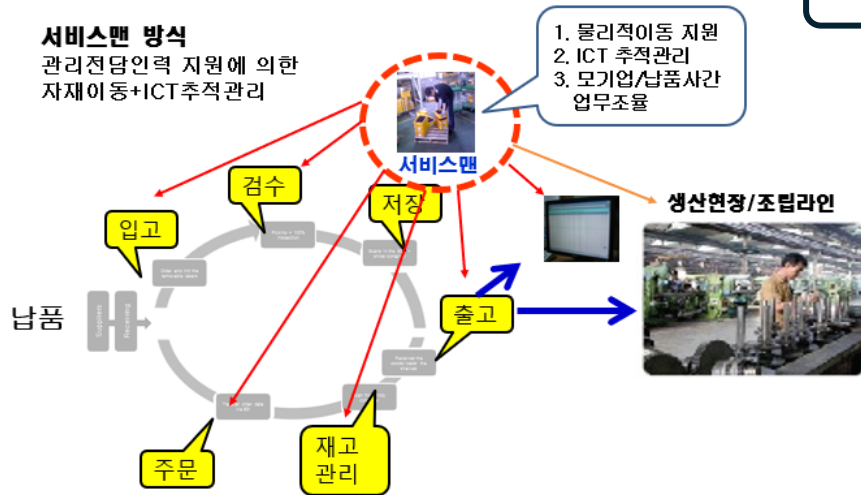 서비스맨 방식
관리전담인력 지원에 의한
자재이동+ICT추적관리
1. 물리적이동 지원
2. ICT 추적관리
3. 모기업/납품사간
업무조율
서비스맨
검수
저장
입고
생산현장/조립라인
납품
Suppliers
Receiving
출고
주문
재고
관리